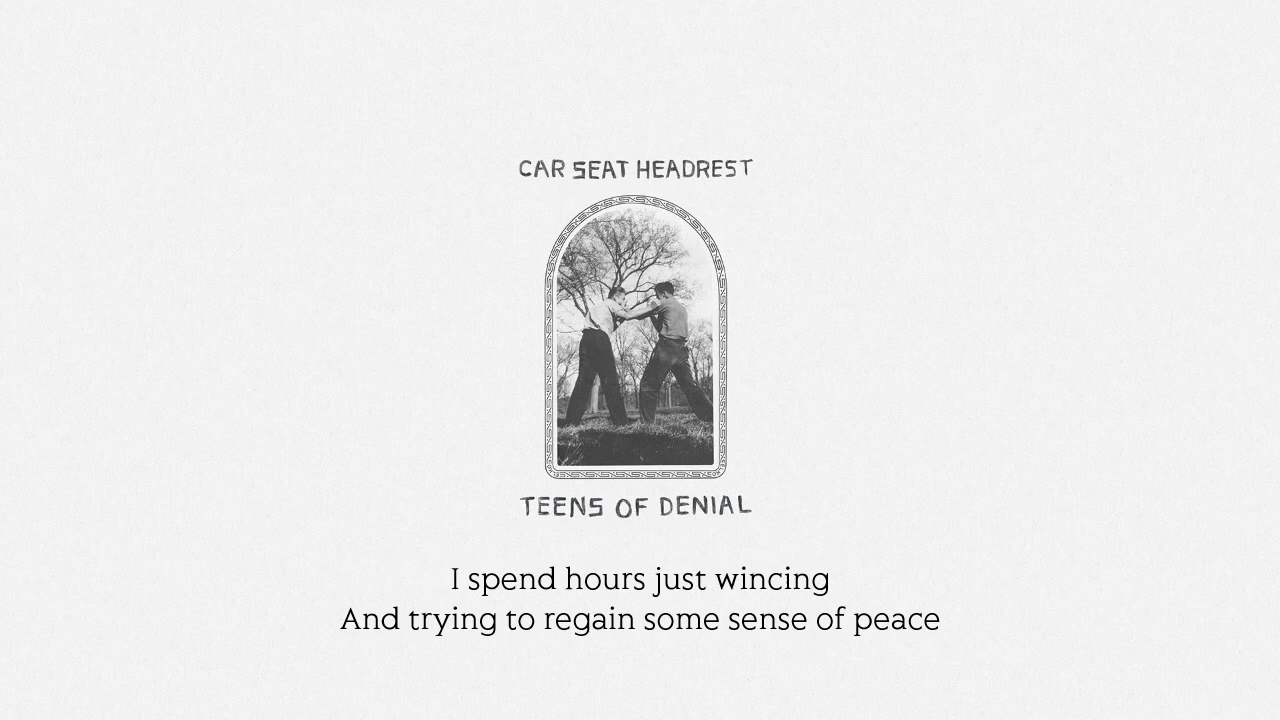 CAR SEAT HEADREST
TEENS OF DENIAL
I spend hours just wincing
And trying to regain some sense of peace